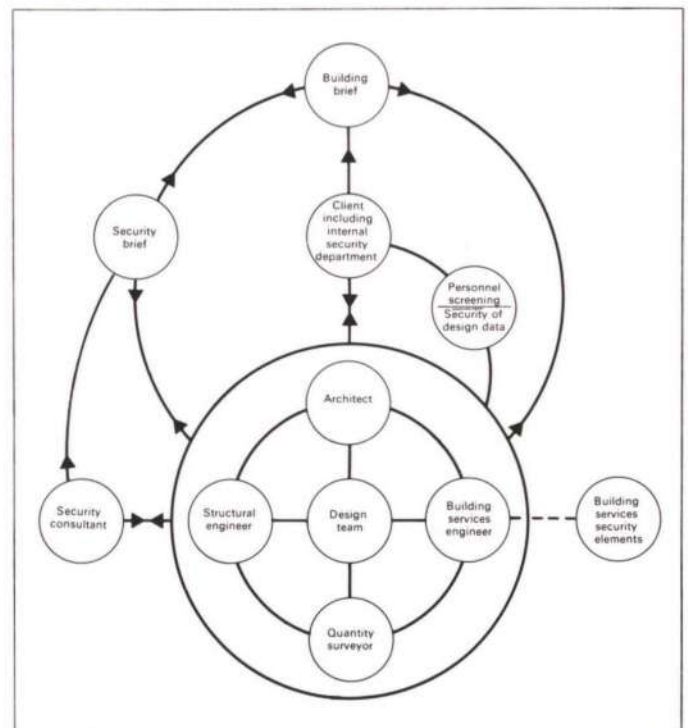 Building
brief
Security
brief
Client
including
internal
security
department
Personnel
screening
Security of
design data
Architect
Security
consultant
Structural
engineer
Design
team
Building
services
engineer
Building
services
security
elements
Quantity
surveyor